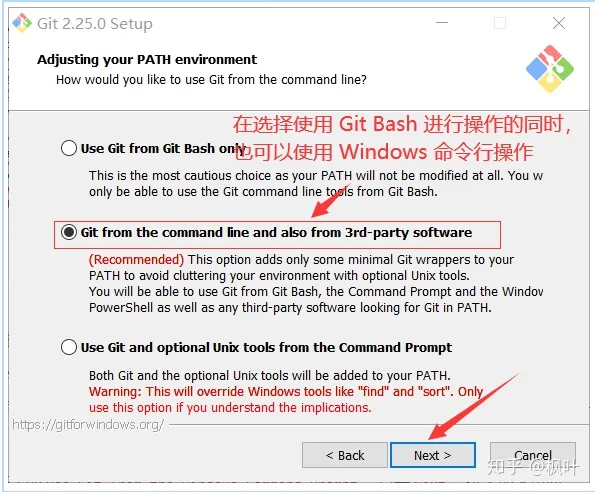 Git 2.25.0 Setup
Adjusting your PATH environment
How would you like to use Git from the command line?
在选择使用 Git Bash 进行操作的同时，
也可以使用 Windows 命令行操作
Use Git from Git Bash only
This is the most cautious choice as your PATH will not be modified at all. You w
only be able to use the Git command line tools from Git Bash.
Git from the command line and also from 3rd-party software
(Recommended) This option adds only some minimal Git wrappers to your
PATH to avoid cluttering your environment with optional Unix tools.
You will be able to use Git from Git Bash, the Command Prompt and the Window
PowerShell as well as any third-party software looking for Git in PATH.
Use Git and optional Unix tools from the Command Prompt
Both Git and the optional Unix tools will be added to your PATH.
Warning: This will override Windows tools like "find" and "sort". Only
use this option if you understand the implications.
https://gitforwindows.org/
< Back Next > Cancel
知乎 @枫叶